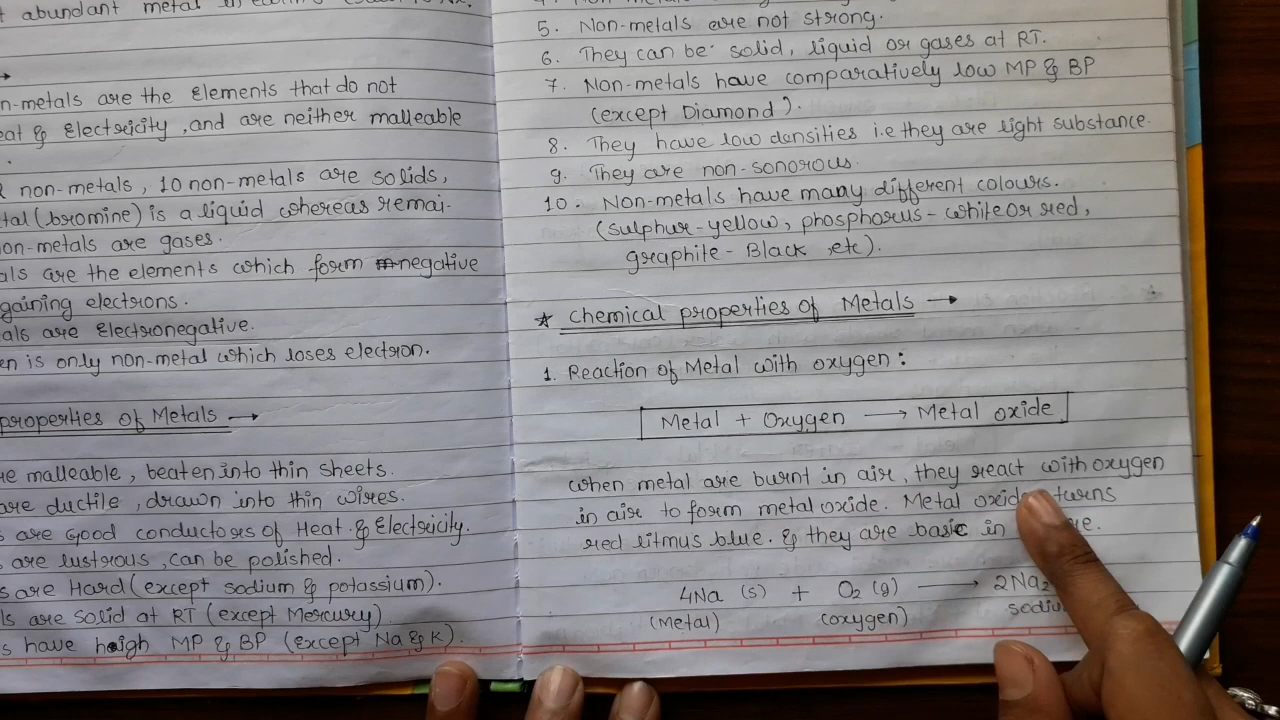 abundant metal in
n-metals are the Elements that do not
eat & Electricity, and are neither malleable
non-metals, 10 non-metals are solids,
tal (bromine) is a liquid whereas remai-
on-metals are gases.
als are the elements which form negative
gaining electrons.
als are Electronegative.
en is only non-metal which loses electron.
properties of Metals →
re malleable, beaten into thin sheets.
are ductile, drawn into thin wires.
s are Good conductors of Heat & Electricity.
are lustrous, can be polished.
s are Hard (except sodium & potassium).
ls are solid at RT (except Mercury)
s have high MP & BP (Except Na & K).
5. Non-metals are not strong.
6. They can be solid, liquid or gases at RT.
7. Non-metals have comparatively low MP & BP
(except Diamond).
8. They have low densities i.e they are light substance.
9. They are non-sonorous.
10. Non-metals have many different colours.
(sulphur-yellow, phosphorus-white or red,
graphite-Black, etc).
* Chemical properties of Metals →
1. Reaction of Metal with oxygen:
Metal + Oxygen → Metal oxide
when metal are burnt in air, they react with oxygen
in air to form metal oxide. Metal oxide turns
red litmus blue. & they are basic in
4Na (s) + O₂ (g) → 2Na₂
(Metal) (oxygen) sodiu